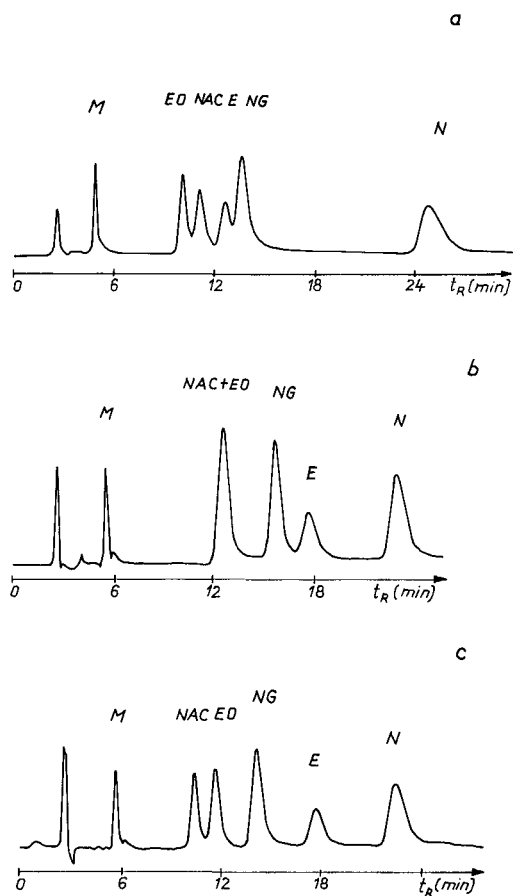 a
M EO NAC E NG N
0 6 12 18 24 t_R [min]
b
M NAC+EO NG E N
0 6 12 18 t_R (min)
c
M NAC EO NG E N
0 6 12 18 t_R (min)